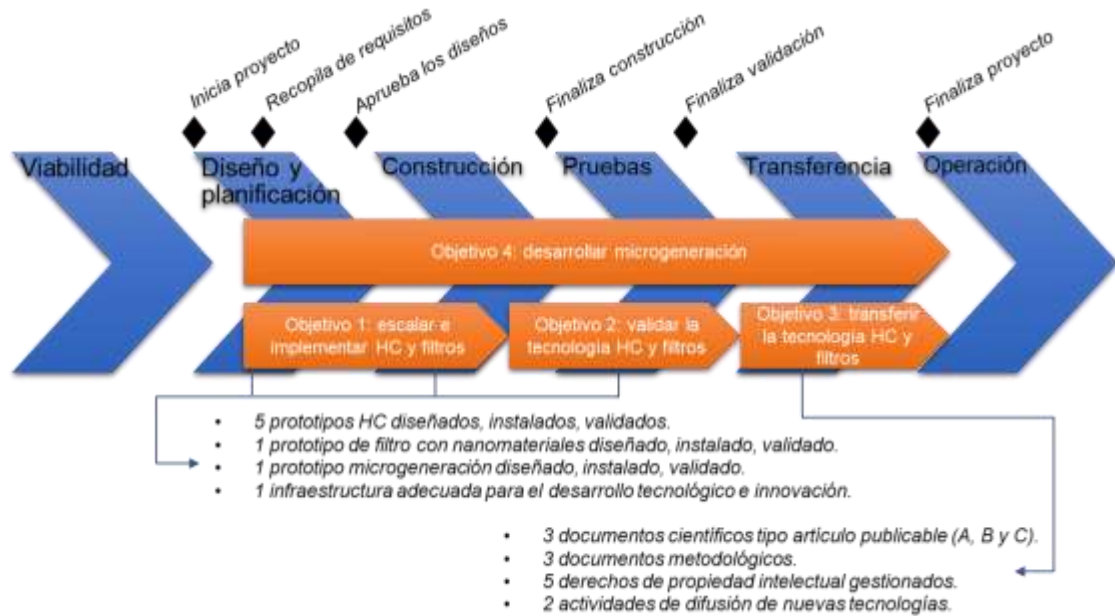 Inicia proyecto
Recopila de requisitos
Aprueba los diseños
Finaliza construcción
Finaliza validación
Finaliza proyecto
Viabilidad
Diseño y
planificación
Construcción
Pruebas
Transferencia
Operación
Objetivo 4: desarrollar microgeneración
Objetivo 1: escalar e
implementar HC y filtros
Objetivo 2: validar la
tecnología HC y filtros
Objetivo 3: transferir
la tecnología HC y
filtros
• 5 prototipos HC diseñados, instalados, validados.
• 1 prototipo de filtro con nanomateriales diseñado, instalado, validado.
• 1 prototipo microgeneración diseñado, instalado, validado.
• 1 infraestructura adecuada para el desarrollo tecnológico e innovación.
• 3 documentos científicos tipo artículo publicable (A, B y C).
• 3 documentos metodológicos.
• 5 derechos de propiedad intelectual gestionados.
• 2 actividades de difusión de nuevas tecnologías.